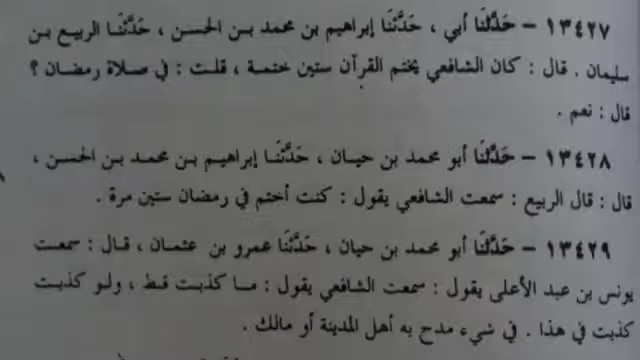 ١٣٤٢٧ – حَدَّثَنَا أبي ، حَدَّثَنَا إبراهيم بن محمد بن الحسن ، حَدَّثَنَا الربيع بن
سليمان . قال : كان الشافعي يختم القرآن ستين ختمة ، قلت : في صلاة رمضان ؟
قال : نعم .
١٣٤٢٨ – حَدَّثَنَا أبو محمد بن حيان ، حَدَّثَنَا إبراهيم بن محمد بن الحسن ،
قال : قال الربيع : سمعت الشافعي يقول : كنت أختم في رمضان ستين مرة .
١٣٤٢٩ – حَدَّثَنَا أبو محمد بن حيان ، حَدَّثَنَا عمرو بن عثمان ، قال : سمعت
يونس بن عبد الأعلى يقول : سمعت الشافعي يقول : ما كذبت قط ، ولو كذبت
كذبت في هذا . في شيء مدح به أهل المدينة أو مالك .